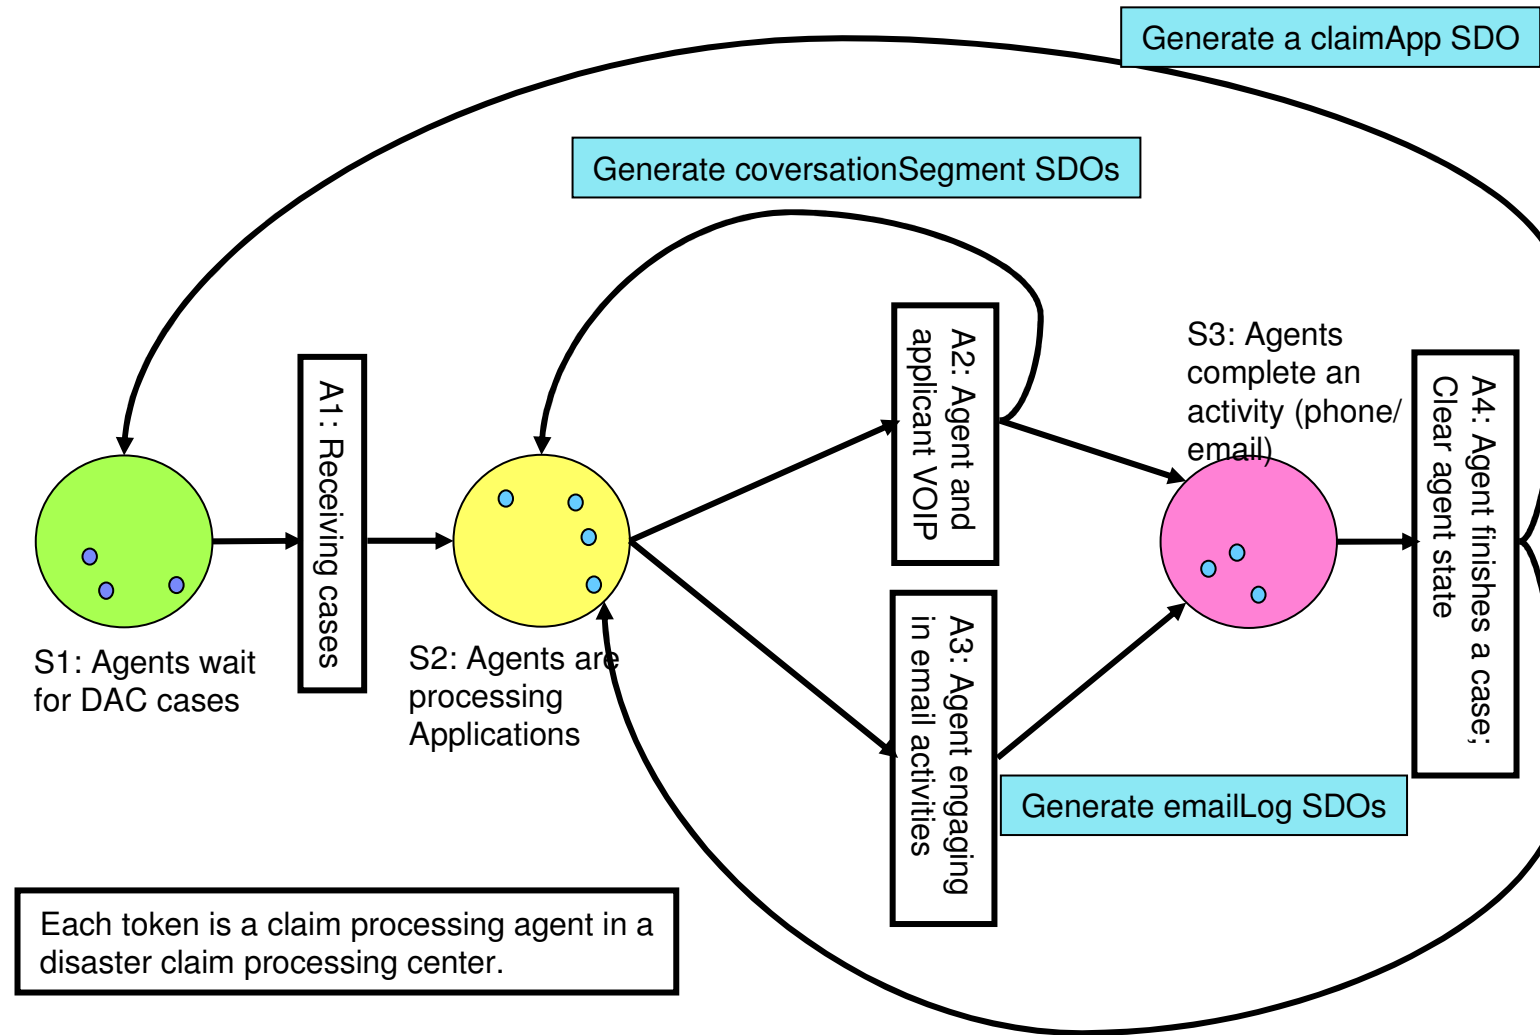 Generate a claimApp SDO
Generate coversationSegment SDOs
A1: Receiving cases
A2: Agent and
applicant VOIP
S3: Agents
complete an
activity (phone/
email)
A4: Agent finishes a case;
Clear agent state
S1: Agents wait
for DAC cases
S2: Agents are
processing
Applications
A3: Agent engaging
in email activities
Generate emailLog SDOs
Each token is a claim processing agent in a
disaster claim processing center.